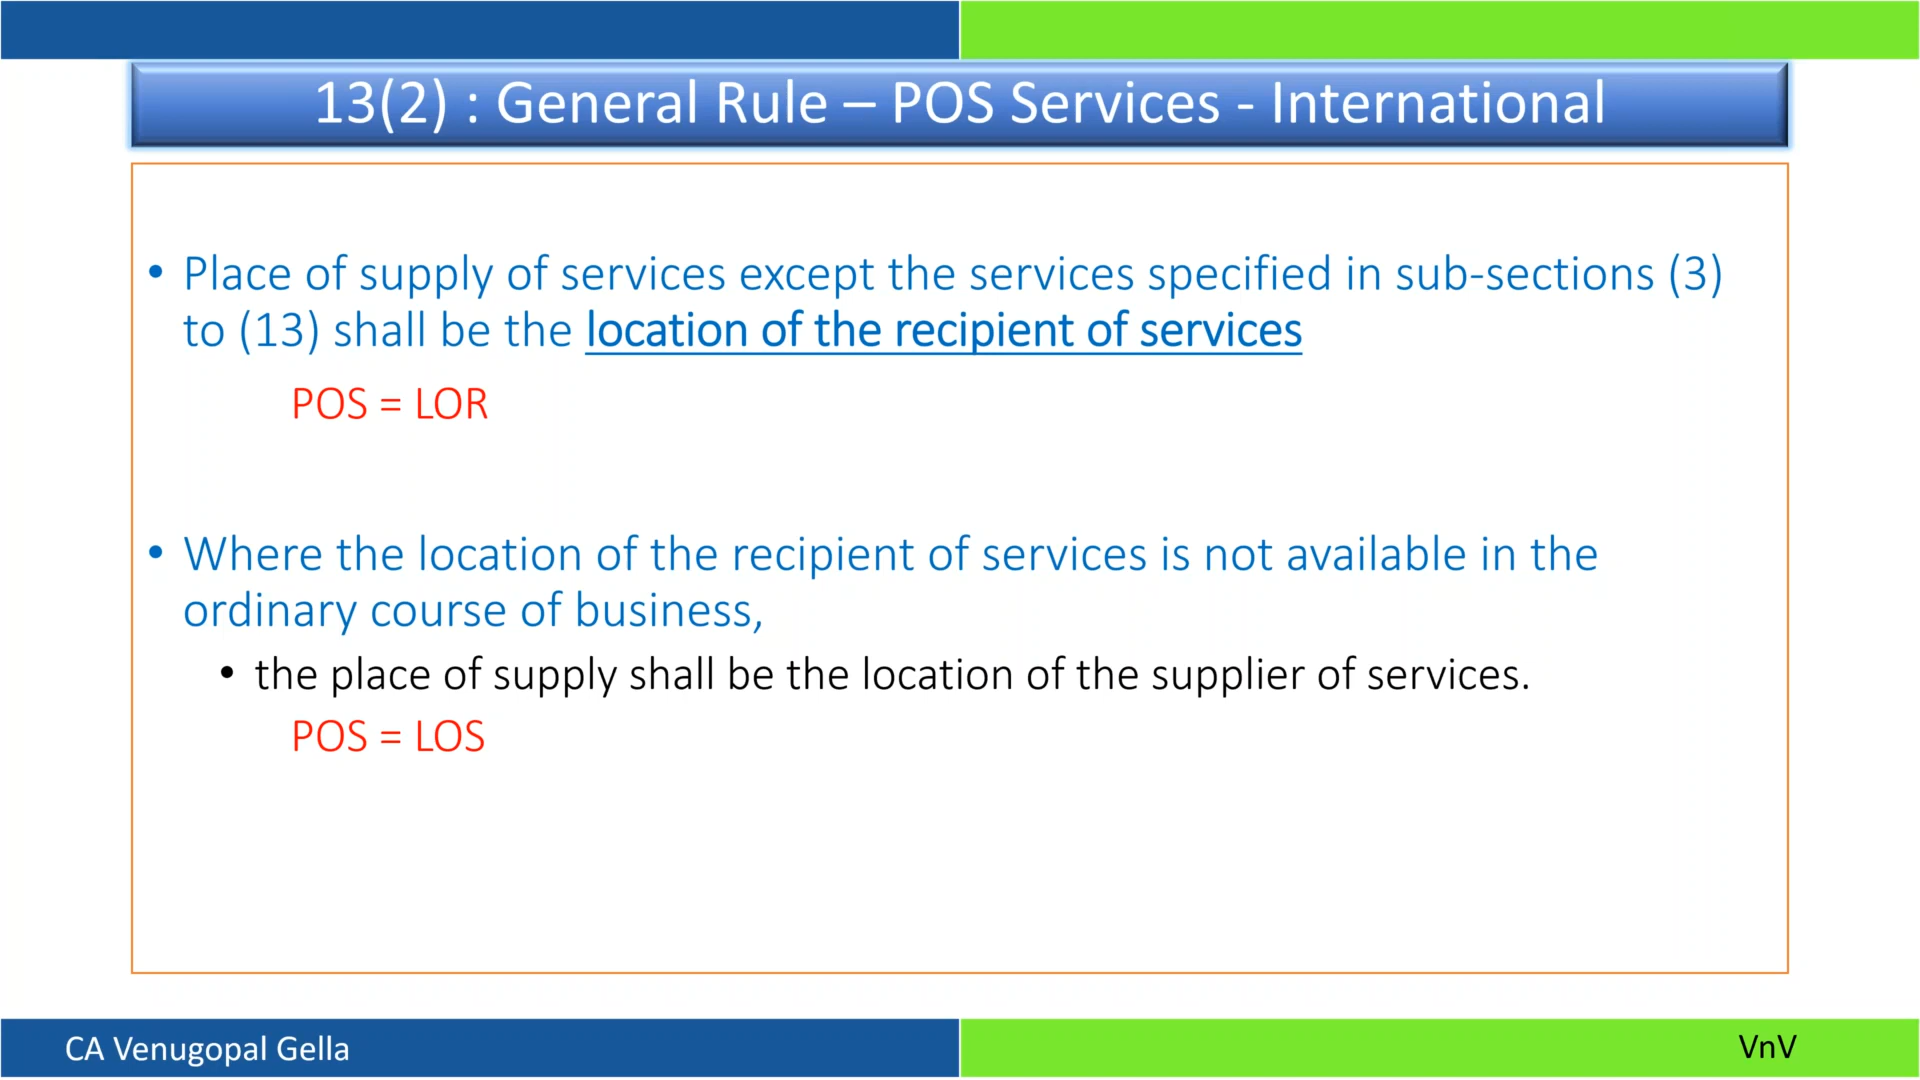 13(2) : General Rule – POS Services - International
• Place of supply of services except the services specified in sub-sections (3)
to (13) shall be the location of the recipient of services
POS = LOR
• Where the location of the recipient of services is not available in the
ordinary course of business,
• the place of supply shall be the location of the supplier of services.
POS = LOS
CA Venugopal Gella
VnV